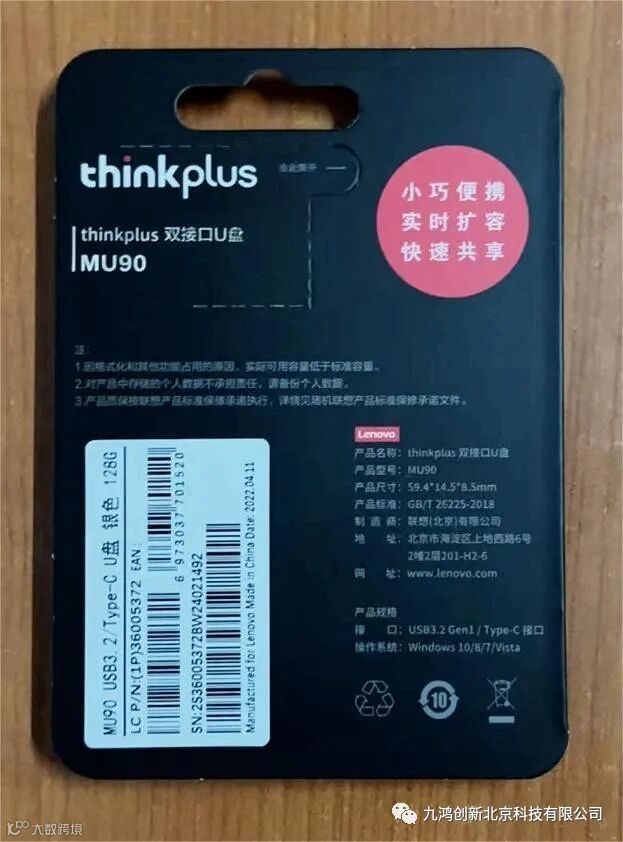 thinkplus
thinkplus 双接口U盘
MU90
小巧便携
实时扩容
快速共享
注:
1.因格式化和其他功能占用的原因，实际可用容量低于标准容量。
2.对产品中存储的个人数据不承担责任，请备份个人数据。
3.产品质保按联想产品标准保修承诺执行，详情见随机联想产品标准保修承诺文件。
Lenovo
产品名称: thinkplus 双接口U盘
产品型号: MU90
产品尺寸: 59.4*14.5*8.5mm
产品标准: GB/T 26225-2018
制造商: 联想(北京)有限公司
地址: 北京市海淀区上地西路6号
2幢2层201-H2-6
网址: www.lenovo.com
产品规格
接口: USB3.2 Gen1 / Type-C 接口
操作系统: Windows 10/8/7/Vista
10
MU90 USB3.2/Type-C U盘 银色 128G
LC P/N:(1P)36005372 EAN:
6 973037 701520
SN:2S36005372BW24021492
Manufactured for Lenovo Made in China Date: 2022.04.11
九鸿创新北京科技有限公司
大数跨境